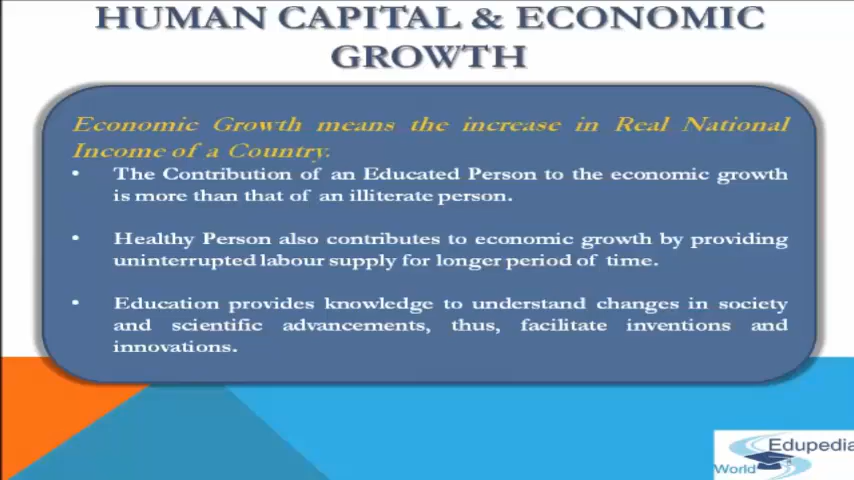 HUMAN CAPITAL & ECONOMIC
GROWTH
Economic Growth means the increase in Real National
Income of a Country.
• The Contribution of an Educated Person to the economic growth
is more than that of an illiterate person.
• Healthy Person also contributes to economic growth by providing
uninterrupted labour supply for longer period of time.
• Education provides knowledge to understand changes in society
and scientific advancements, thus, facilitate inventions and
innovations.
Edupedia
World